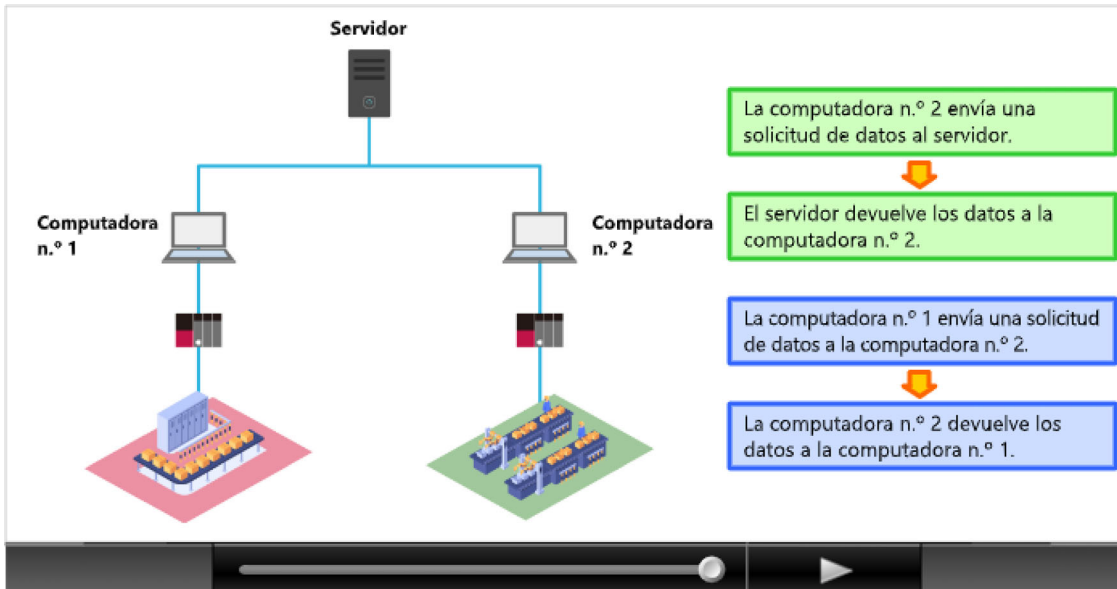 Servidor
Computadora
n.º 1
Computadora
n.º 2
La computadora n.º 2 envía una
solicitud de datos al servidor.
El servidor devuelve los datos a la
computadora n.º 2.
La computadora n.º 1 envía una solicitud
de datos a la computadora n.º 2.
La computadora n.º 2 devuelve los
datos a la computadora n.º 1.